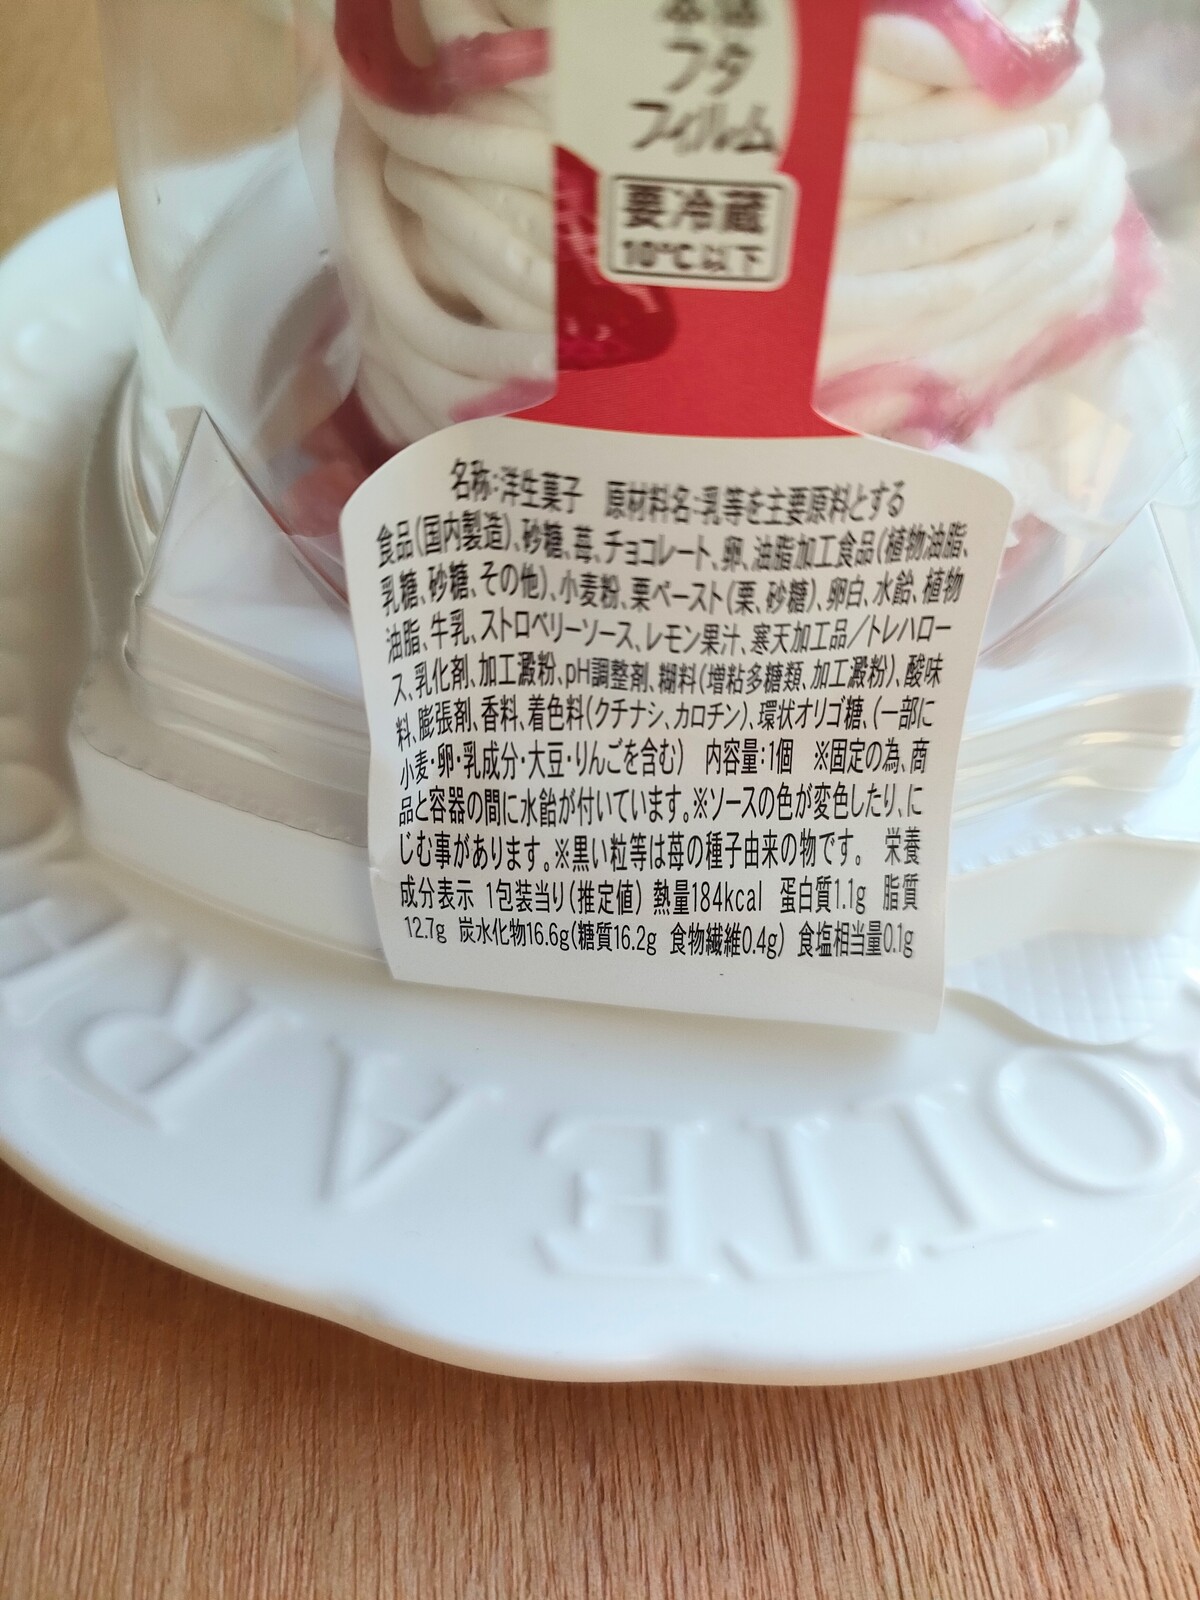 フタ
フィルム
要冷蔵
10℃以下
名称:洋生菓子 原材料名:乳等を主要原料とする
食品(国内製造)、砂糖、苺、チョコレート、卵、油脂加工食品(植物油脂、
乳糖、砂糖、その他)、小麦粉、栗ペースト(栗、砂糖)、卵白、水飴、植物
油脂、牛乳、ストロベリーソース、レモン果汁、寒天加工品/トレハロー
ス、乳化剤、加工澱粉、pH調整剤、糊料(増粘多糖類、加工澱粉)、酸味
料、膨張剤、香料、着色料(クチナシ、カロチン)、環状オリゴ糖、(一部に
小麦・卵・乳成分・大豆・りんごを含む) 内容量:1個 ※固定の為、商
品と容器の間に水飴が付いています。※ソースの色が変色したり、に
じむ事があります。※黒い粒等は苺の種子由来の物です。 栄養
成分表示 1包装当り(推定値) 熱量184kcal 蛋白質1.1g 脂質
12.7g 炭水化物16.6g(糖質16.2g 食物繊維0.4g) 食塩相当量0.1g